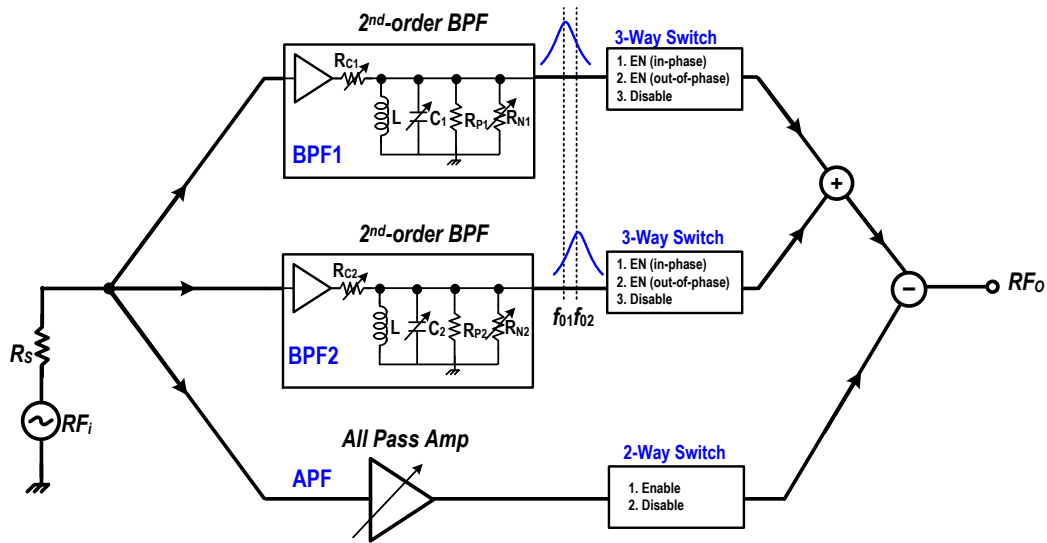 2nd-order BPF
RC1
L
C1
RP1
RN1
BPF1
3-Way Switch
1. EN (in-phase)
2. EN (out-of-phase)
3. Disable
+
2nd-order BPF
RC2
L
C2
RP2
RN2
BPF2
f01 f02
3-Way Switch
1. EN (in-phase)
2. EN (out-of-phase)
3. Disable
−
RFO
RS
RFi
All Pass Amp
APF
2-Way Switch
1. Enable
2. Disable